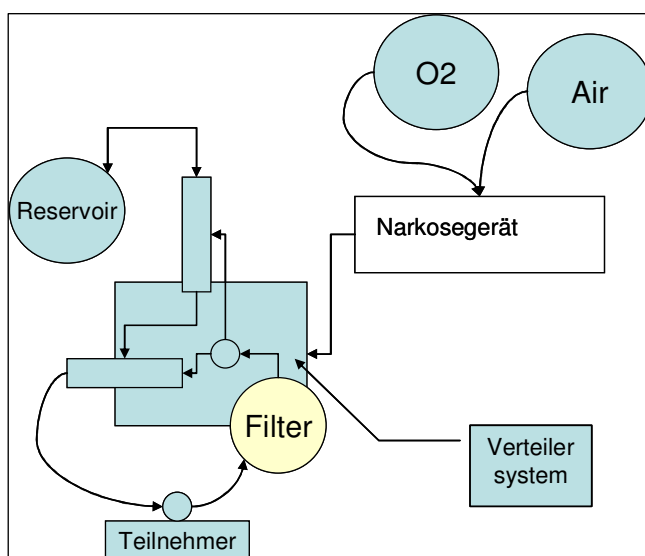 O2
Air
Reservoir
Narkosegerät
Filter
Verteiler
system
Teilnehmer